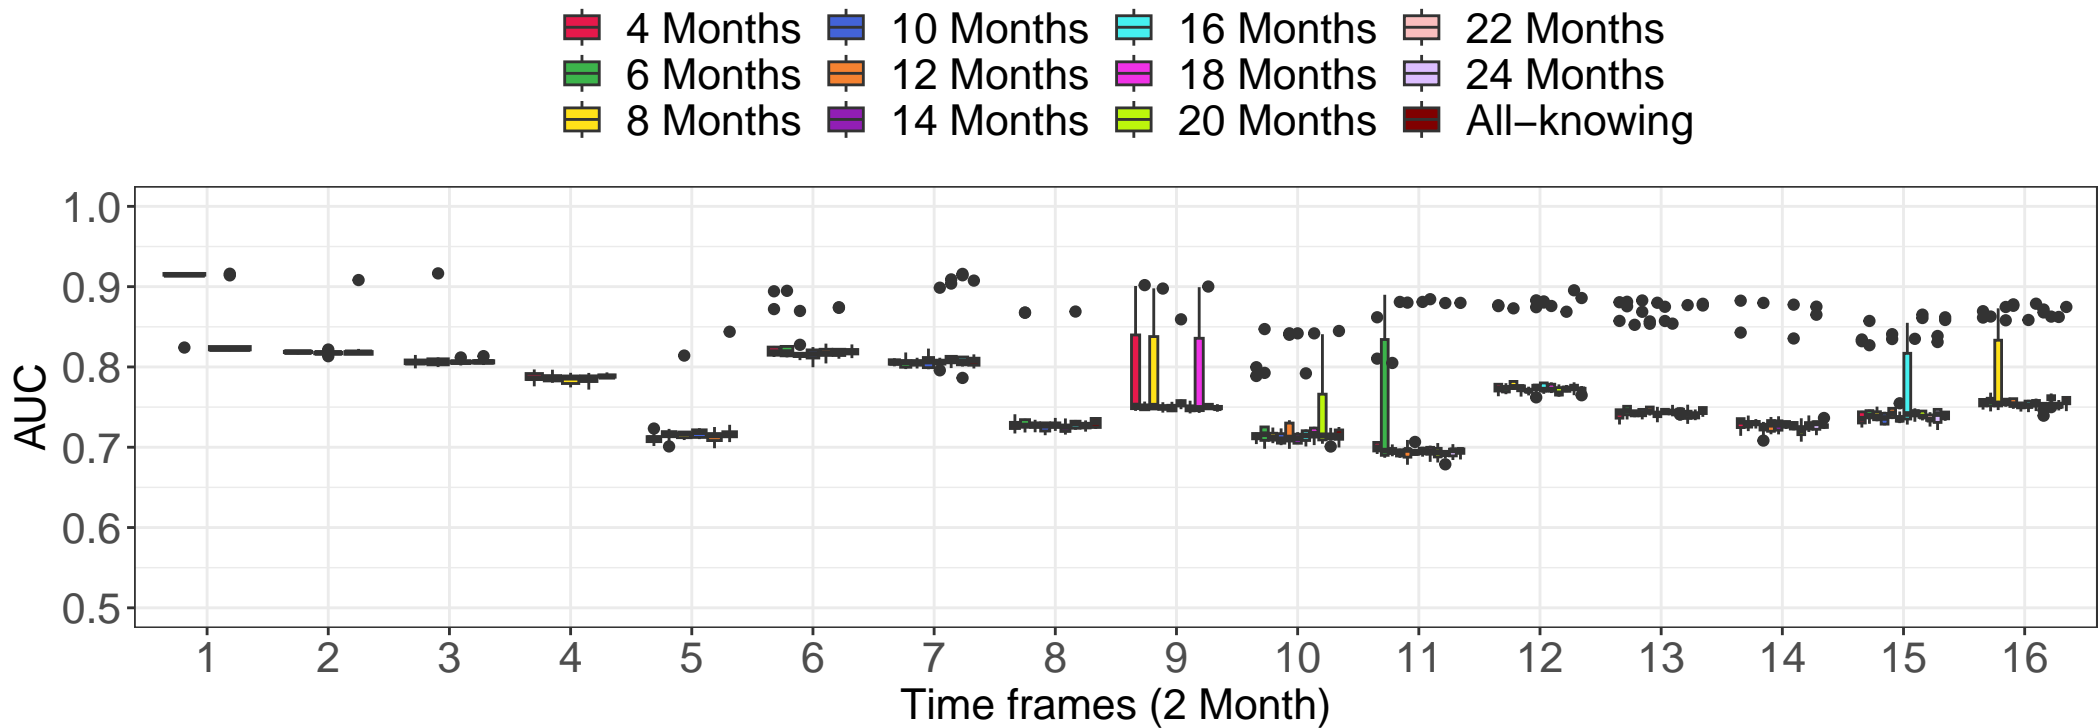 4 Months 10 Months 16 Months 22 Months
6 Months 12 Months 18 Months 24 Months
8 Months 14 Months 20 Months All−knowing
1.0
0.9
0.8
0.7
0.6
0.5
AUC
1 2 3 4 5 6 7 8 9 10 11 12 13 14 15 16
Time frames (2 Month)